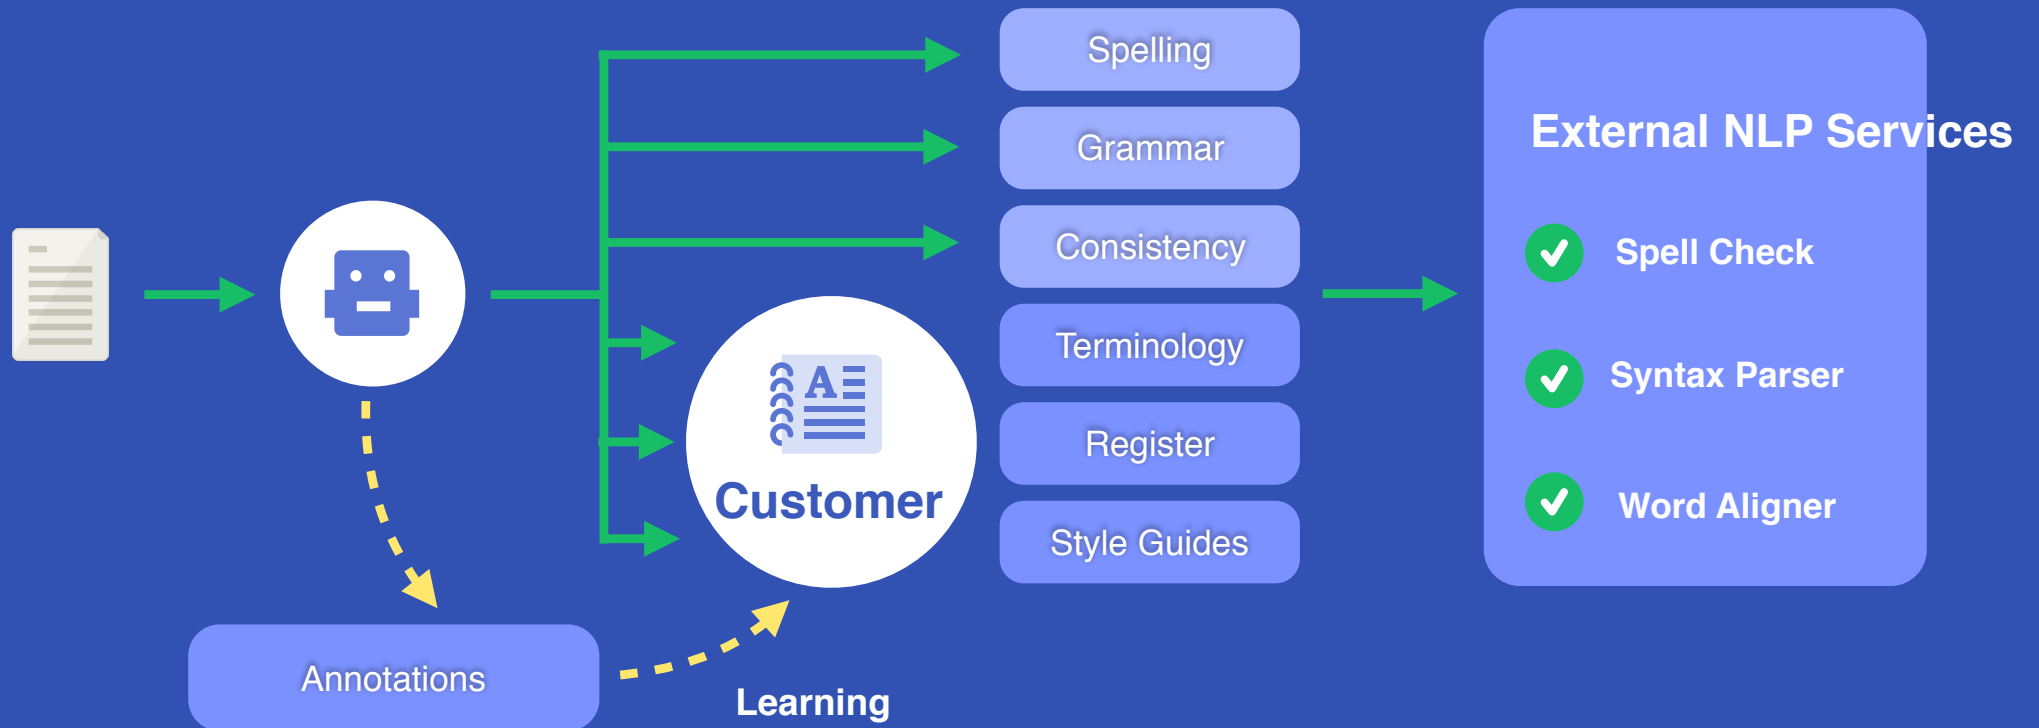 Spelling
Grammar
Consistency
Terminology
Register
Style Guides
External NLP Services
Spell Check
Syntax Parser
Word Aligner
A
Customer
Annotations
Learning